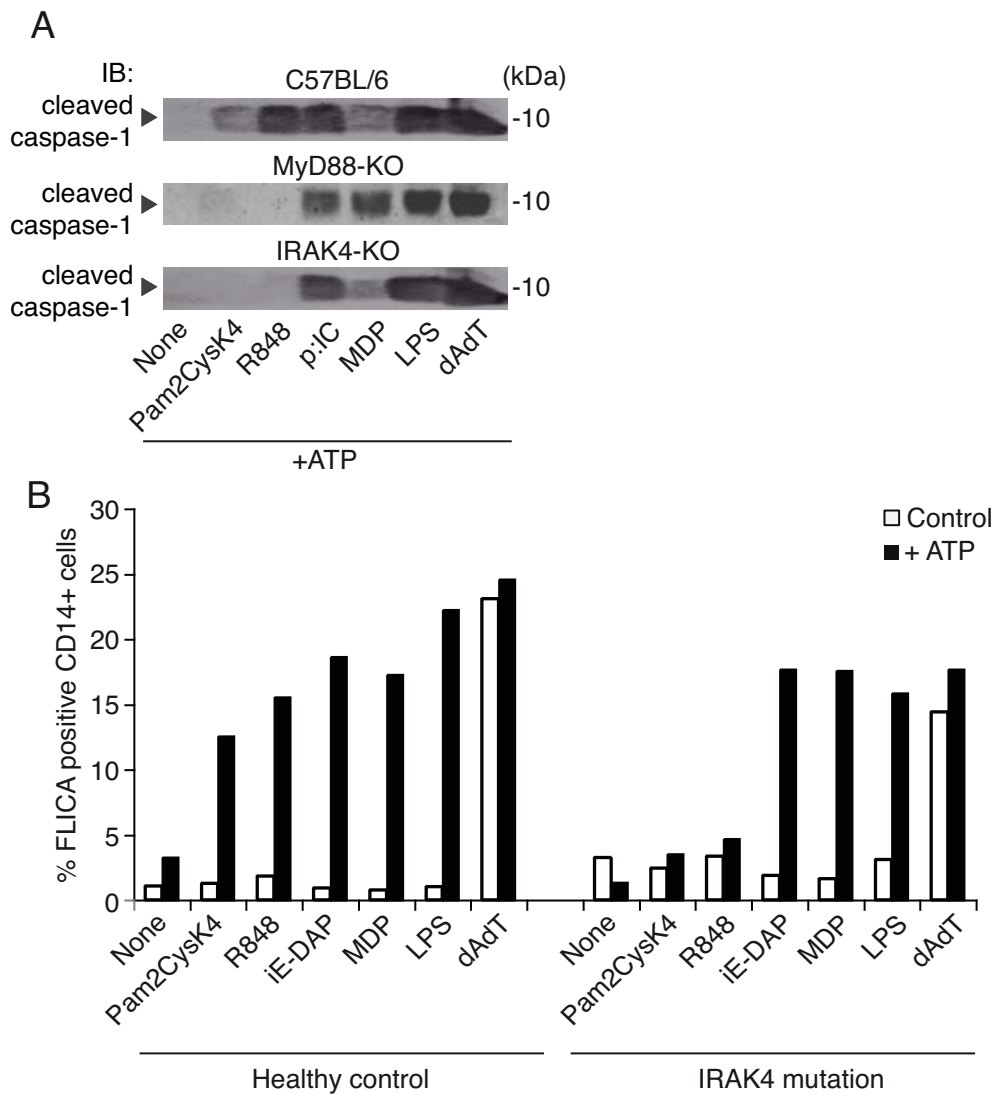 A
IB:
C57BL/6
(kDa)
cleaved
caspase-1
-10
MyD88-KO
cleaved
caspase-1
-10
IRAK4-KO
cleaved
caspase-1
-10
None
Pam2CysK4
R848
p:IC
MDP
LPS
dAdT
+ATP
B
% FLICA positive CD14+ cells
30
25
20
15
10
5
0
Control
+ ATP
None
Pam2CysK4
R848
iE-DAP
MDP
LPS
dAdT
None
Pam2CysK4
R848
iE-DAP
MDP
LPS
dAdT
Healthy control
IRAK4 mutation